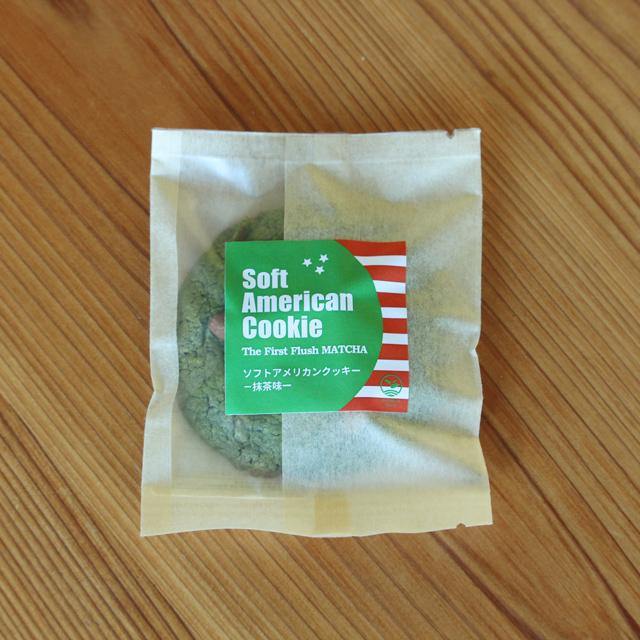 Soft
American
Cookie
The First Flush MATCHA
ソフトアメリカンクッキー
ー抹茶味ー